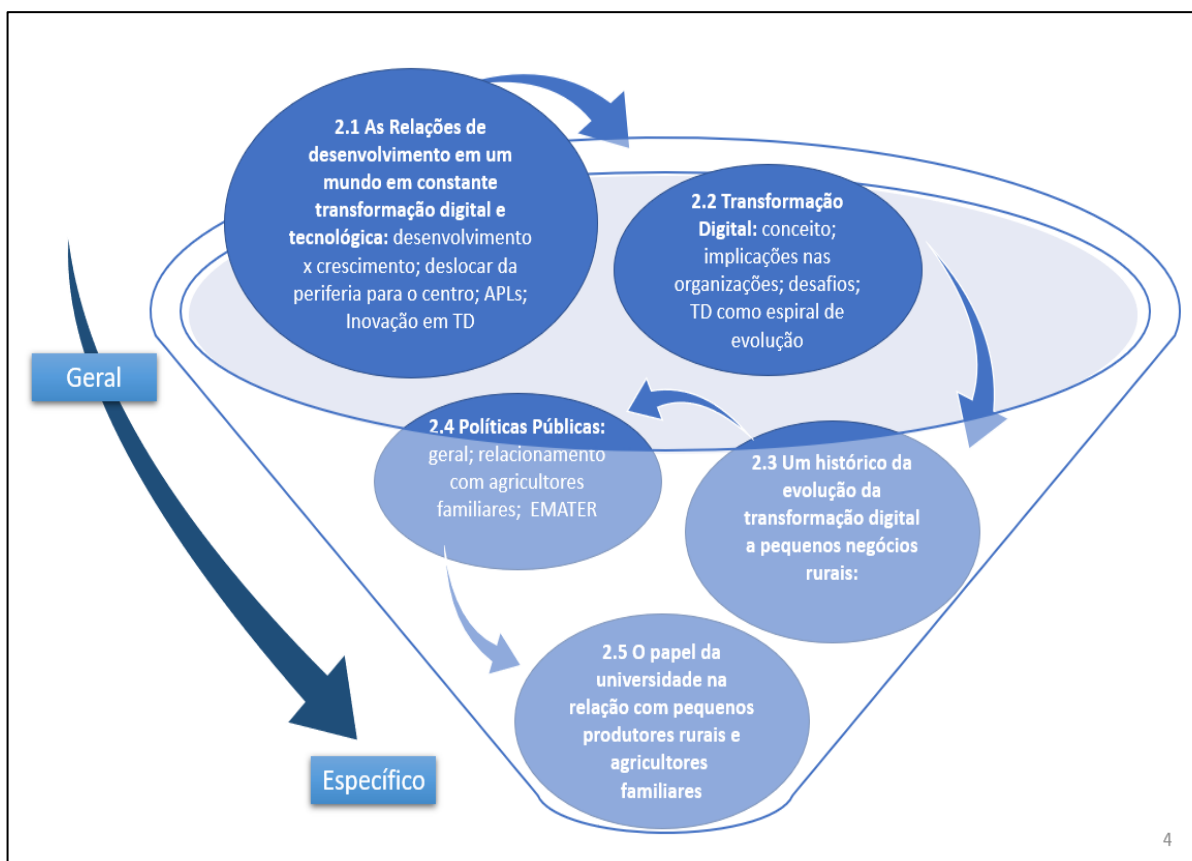 2.1 As Relações de
desenvolvimento em um
mundo em constante
transformação digital e
tecnológica: desenvolvimento
x crescimento; deslocar da
periferia para o centro; APLs;
Inovação em TD
2.2 Transformação
Digital: conceito;
implicações nas
organizações; desafios;
TD como espiral de
evolução
Geral
2.4 Políticas Públicas:
geral; relacionamento
com agricultores
familiares; EMATER
2.3 Um histórico da
evolução da
transformação digital
a pequenos negócios
rurais:
2.5 O papel da
universidade na
relação com pequenos
produtores rurais e
agricultores
familiares
Específico
4